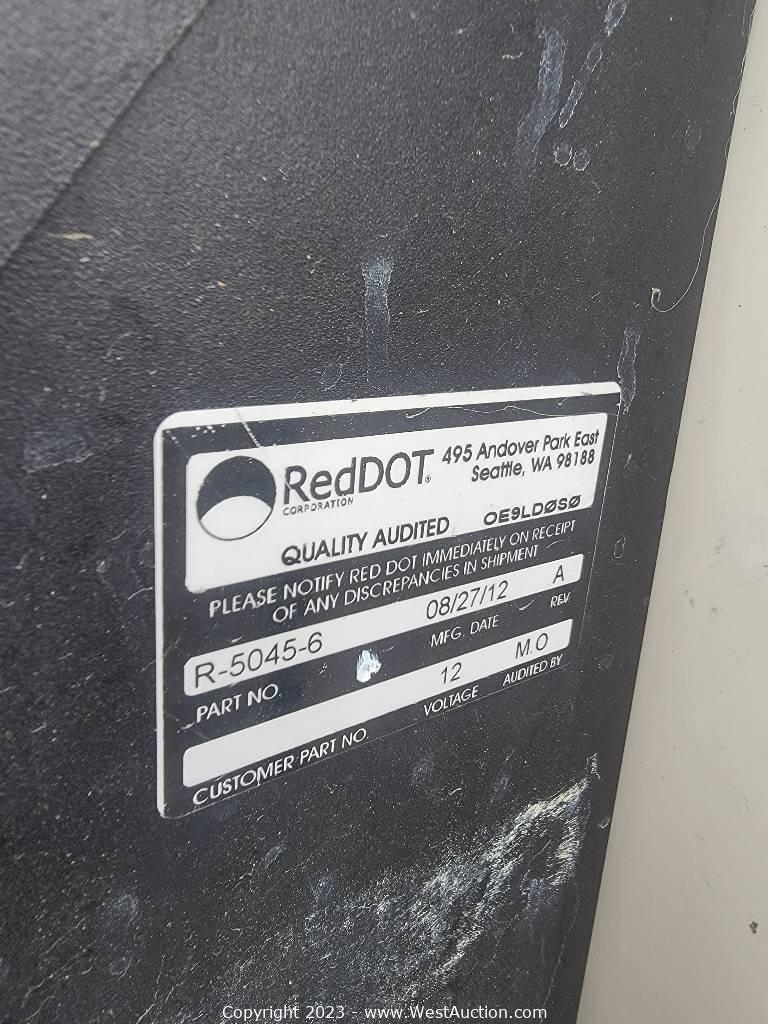 RedDOT®
CORPORATION
495 Andover Park East
Seattle, WA 98188
QUALITY AUDITED
OE9LDØSØ
PLEASE NOTIFY RED DOT IMMEDIATELY ON RECEIPT
OF ANY DISCREPANCIES IN SHIPMENT
R-5045-6 08/27/12 A
PART NO. MFG. DATE REV
12 M.O
CUSTOMER PART NO. VOLTAGE AUDITED BY
Copyright 2023 - www.WestAuction.com